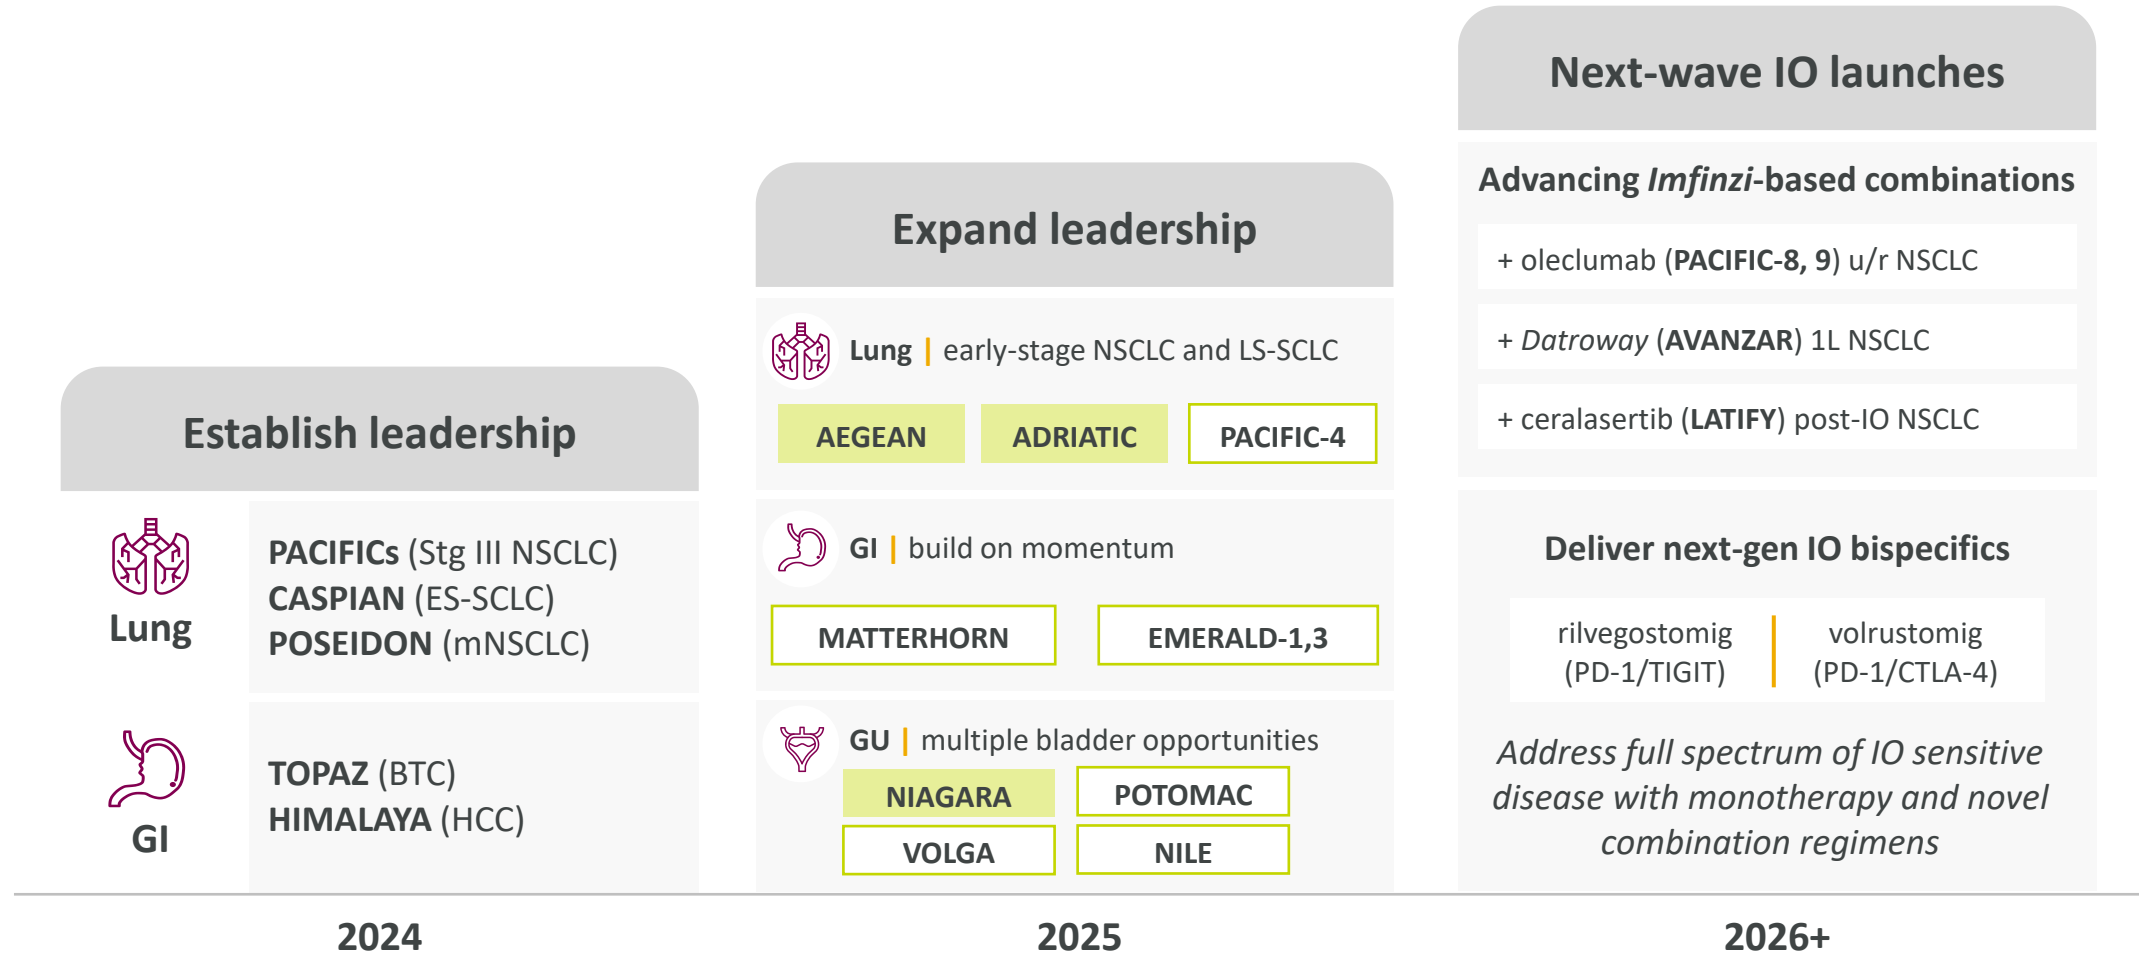 Establish leadership
Lung
PACIFICs (Stg III NSCLC)
CASPIAN (ES-SCLC)
POSEIDON (mNSCLC)
GI
TOPAZ (BTC)
HIMALAYA (HCC)
2024
Expand leadership
Lung | early-stage NSCLC and LS-SCLC
AEGEAN ADRIATIC PACIFIC-4
GI | build on momentum
MATTERHORN EMERALD-1,3
GU | multiple bladder opportunities
NIAGARA POTOMAC
VOLGA NILE
2025
Next-wave IO launches
Advancing Imfinzi-based combinations
+ oleclumab (PACIFIC-8, 9) u/r NSCLC
+ Datroway (AVANZAR) 1L NSCLC
+ ceralasertib (LATIFY) post-IO NSCLC
Deliver next-gen IO bispecifics
rilvegostomig
(PD-1/TIGIT)
volrustomig
(PD-1/CTLA-4)
Address full spectrum of IO sensitive
disease with monotherapy and novel
combination regimens
2026+